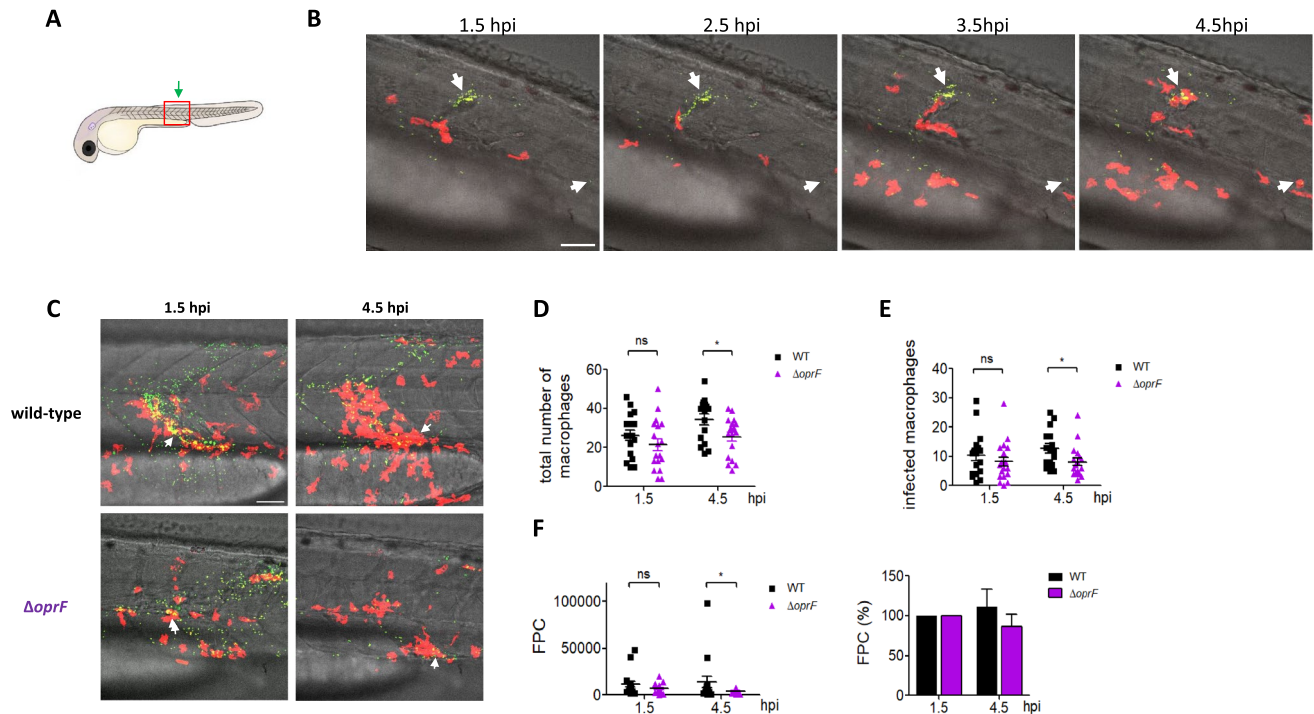 A
B
1.5 hpi
2.5 hpi
3.5hpi
4.5hpi
C
1.5 hpi
4.5 hpi
wild-type
ΔoprF
D
total number of
macrophages
60
40
20
0
ns
*
WT
ΔoprF
1.5
4.5
hpi
E
infected macrophages
40
30
20
10
0
ns
*
WT
ΔoprF
1.5
4.5
hpi
F
FPC
100000
50000
0
ns
*
WT
ΔoprF
1.5
4.5
hpi
FPC (%)
150
100
50
0
WT
ΔoprF
1.5
4.5
hpi